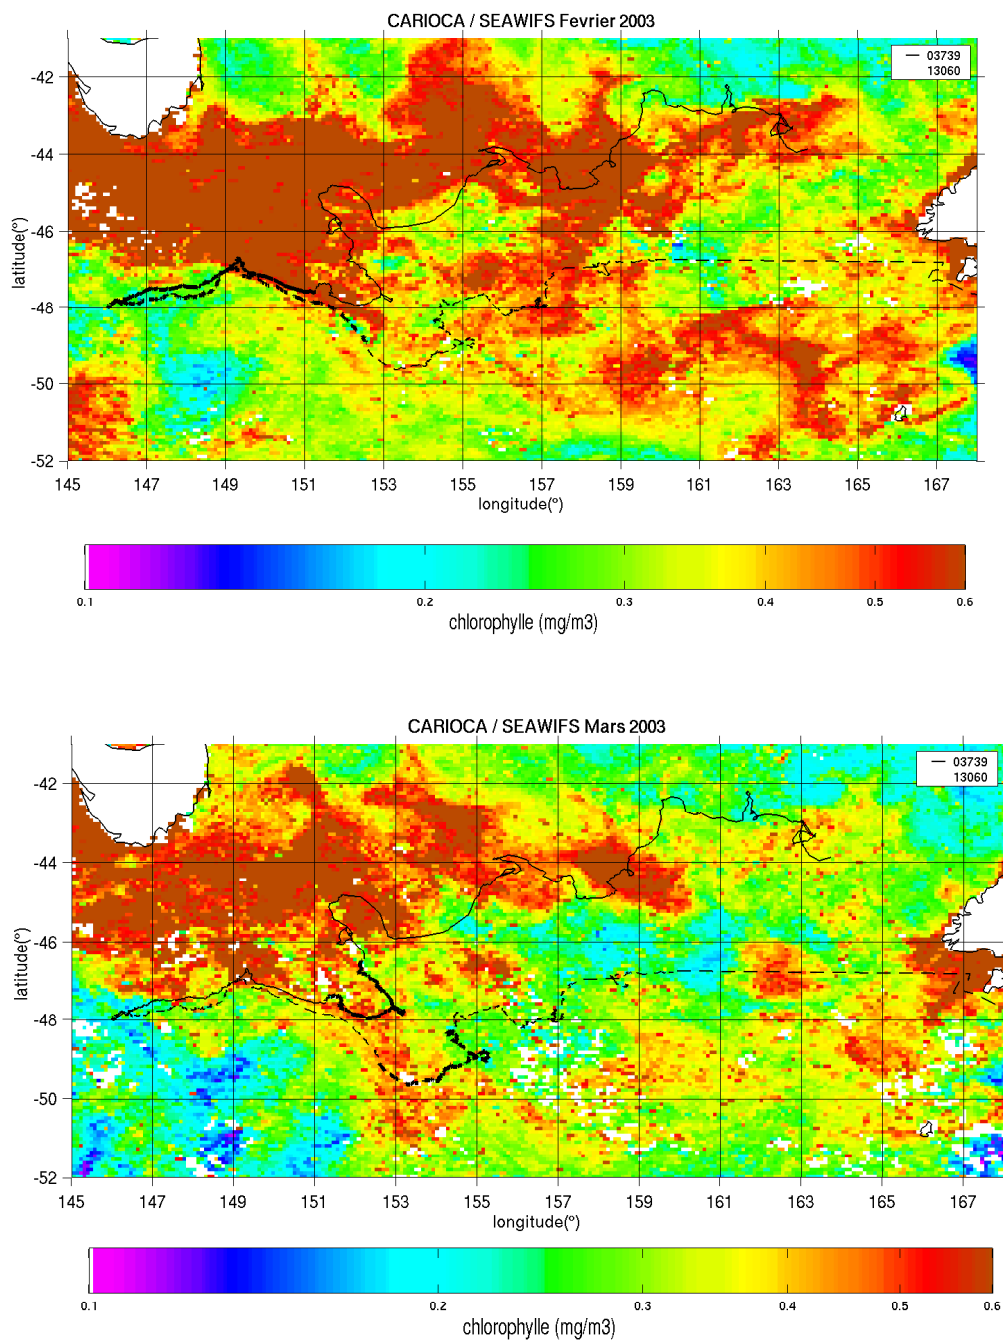 CARIOCA / SEAWIFS Fevrier 2003
03739
13060
-42
-44
-46
-48
-50
-52
latitude(°)
145 147 149 151 153 155 157 159 161 163 165 167
longitude(°)
0.1 0.2 0.3 0.4 0.5 0.6
chlorophylle (mg/m3)
CARIOCA / SEAWIFS Mars 2003
03739
13060
-42
-44
-46
-48
-50
-52
latitude(°)
145 147 149 151 153 155 157 159 161 163 165 167
longitude(°)
0.1 0.2 0.3 0.4 0.5 0.6
chlorophylle (mg/m3)